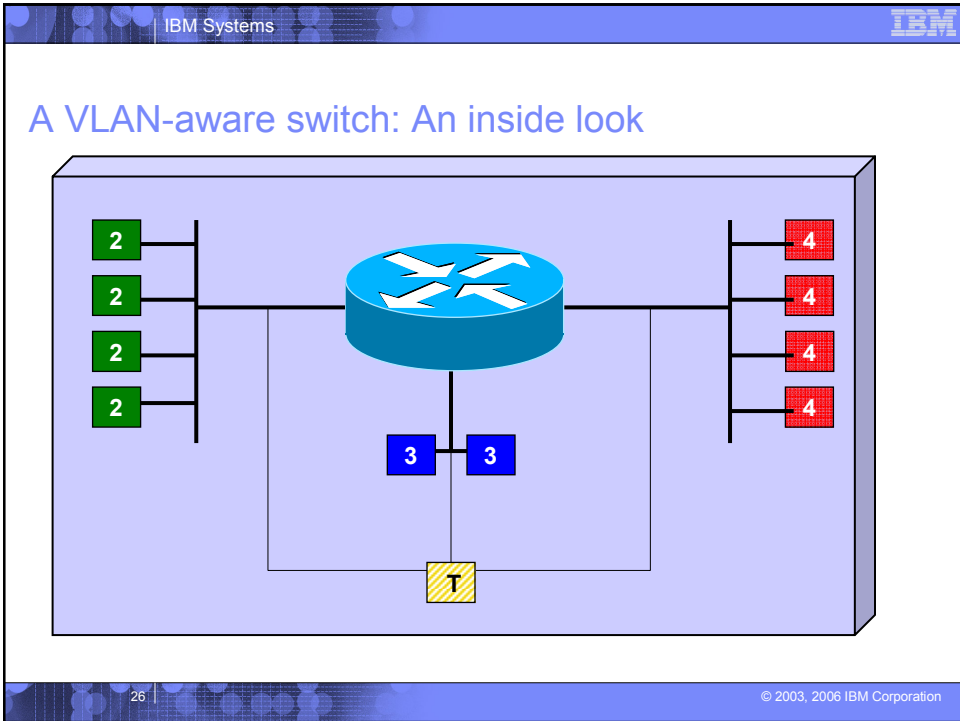 IBM Systems
IBM
A VLAN-aware switch: An inside look
2
4
2
4
2
4
2
4
3 3
T
26
© 2003, 2006 IBM Corporation